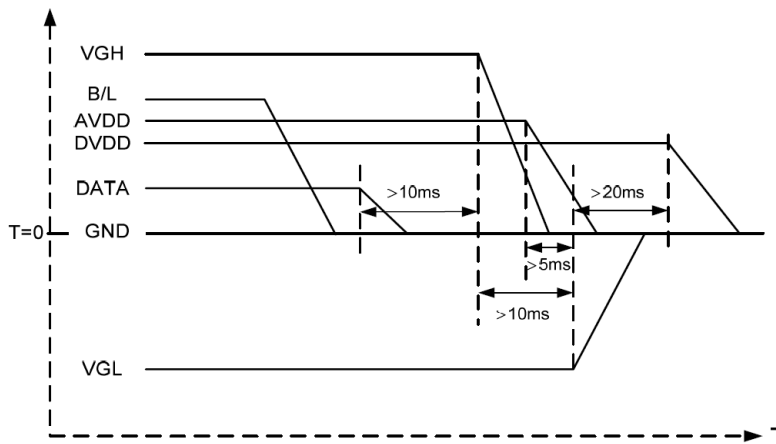 VGH
B/L
AVDD
DVDD
DATA
>10ms
>20ms
T=0
GND
>5ms
>10ms
VGL